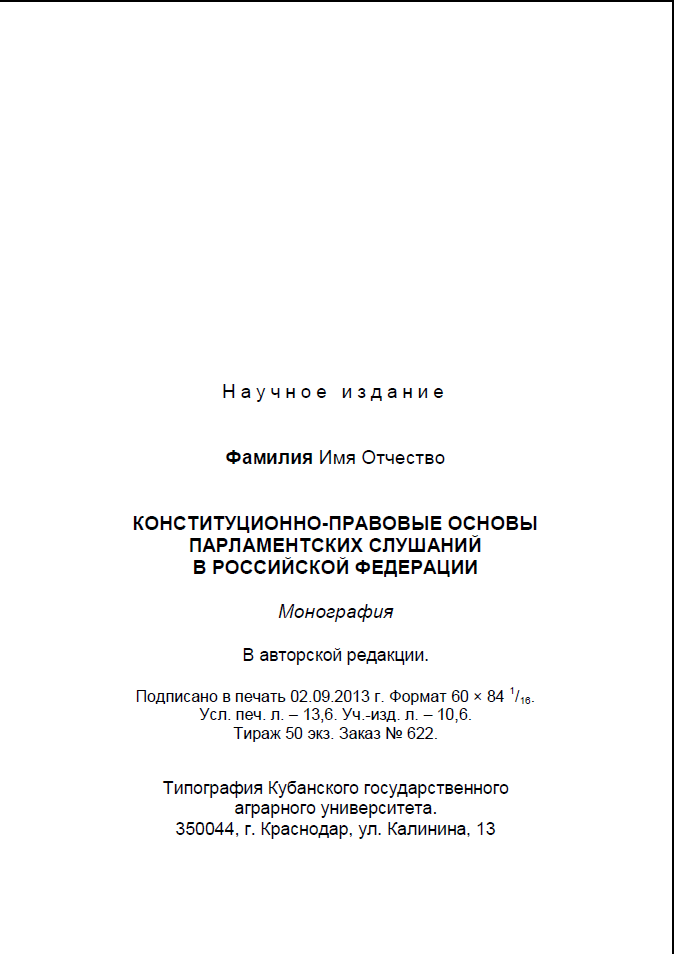 Научное издание
Фамилия Имя Отчество
КОНСТИТУЦИОННО-ПРАВОВЫЕ ОСНОВЫ
ПАРЛАМЕНТСКИХ СЛУШАНИЙ
В РОССИЙСКОЙ ФЕДЕРАЦИИ
Монография
В авторской редакции.
Подписано в печать 02.09.2013 г. Формат 60 × 84 1/16.
Усл. печ. л. – 13,6. Уч.-изд. л. – 10,6.
Тираж 50 экз. Заказ № 622.
Типография Кубанского государственного
аграрного университета.
350044, г. Краснодар, ул. Калинина, 13